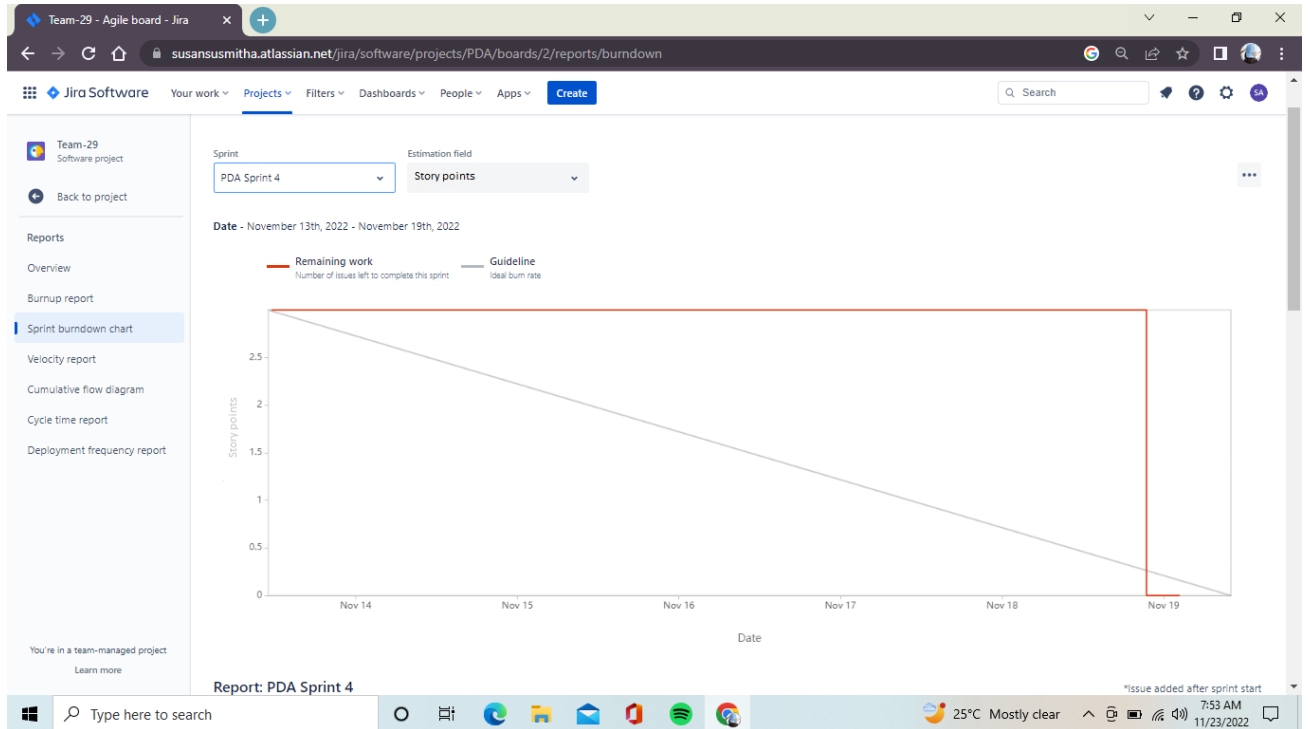 Team-29 - Agile board - Jira
susansusmitha.atlassian.net/jira/software/projects/PDA/boards/2/reports/burndown
Jira Software Your work Projects Filters Dashboards People Apps Create Search SA
Team-29
Software project
Back to project
Reports
Overview
Burnup report
Sprint burndown chart
Velocity report
Cumulative flow diagram
Cycle time report
Deployment frequency report
You're in a team-managed project
Learn more
Sprint Estimation field
PDA Sprint 4 Story points
Date - November 13th, 2022 - November 19th, 2022
Remaining work Guideline
Number of issues left to complete this sprint Ideal burn rate
2.5
2
1.5
1
0.5
0
Story points
Nov 14 Nov 15 Nov 16 Nov 17 Nov 18 Nov 19
Date
Report: PDA Sprint 4 *Issue added after sprint start
Type here to search 25°C Mostly clear 7:53 AM
11/23/2022